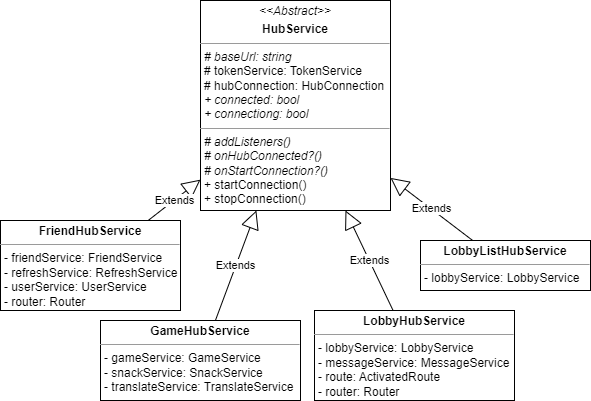 <<Abstract>>
HubService
# baseUrl: string
# tokenService: TokenService
# hubConnection: HubConnection
+ connected: bool
+ connectiong: bool
# addListeners()
# onHubConnected?()
# onStartConnection?()
+ startConnection()
+ stopConnection()
Extends
Extends
Extends
Extends
FriendHubService
- friendService: FriendService
- refreshService: RefreshService
- userService: UserService
- router: Router
LobbyListHubService
- lobbyService: LobbyService
GameHubService
- gameService: GameService
- snackService: SnackService
- translateService: TranslateService
LobbyHubService
- lobbyService: LobbyService
- messageService: MessageService
- route: ActivatedRoute
- router: Router